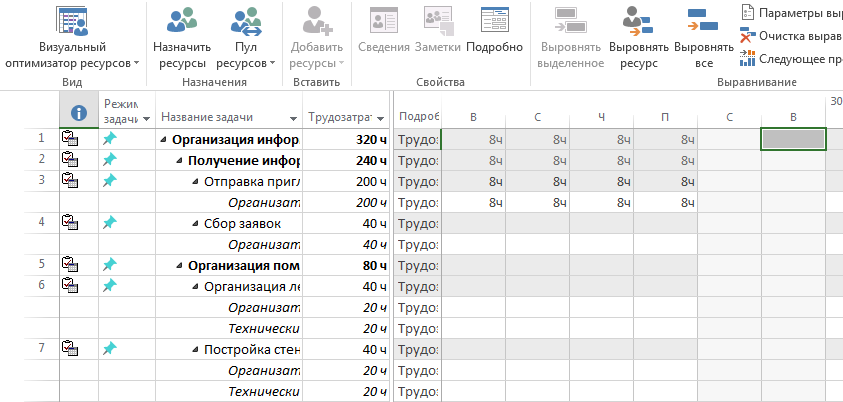 Визуальный оптимизатор ресурсов
Назначить ресурсы
Пул ресурсов
Добавить ресурсы
Сведения
Заметки
Подробно
Выровнять выделенное
Выровнять ресурс
Выровнять все
Параметры выр
Очистка вырав
Следующее пре
Вид
Назначения
Вставить
Свойства
Выравнивание
Режим задачи
Название задачи
Трудозатрат
Подроб
В С Ч П С В
30
1 Организация инфор 320 ч Трудоз 8ч 8ч 8ч 8ч
2 Получение инфор 240 ч Трудоз 8ч 8ч 8ч 8ч
3 Отправка пригл 200 ч Трудоз 8ч 8ч 8ч 8ч
Организат 200 ч Трудоз 8ч 8ч 8ч 8ч
4 Сбор заявок 40 ч Трудоз
Организат 40 ч Трудоз
5 Организация пом 80 ч Трудоз
6 Организация ле 40 ч Трудоз
Организат 20 ч Трудоз
Технически 20 ч Трудоз
7 Постройка стен 40 ч Трудоз
Организат 20 ч Трудоз
Технически 20 ч Трудоз